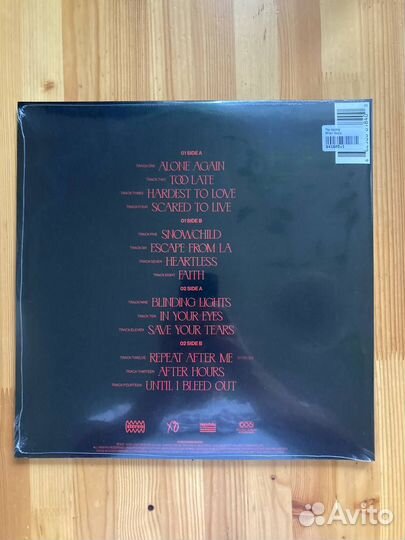 01 SIDE A
TRACK ONE ALONE AGAIN
TRACK TWO TOO LATE
TRACK THREE HARDEST TO LOVE
TRACK FOUR SCARED TO LIVE
01 SIDE B
TRACK FIVE SNOWCHILD
TRACK SIX ESCAPE FROM LA
TRACK SEVEN HEARTLESS
TRACK EIGHT FAITH
02 SIDE A
TRACK NINE BLINDING LIGHTS
TRACK TEN IN YOUR EYES
TRACK ELEVEN SAVE YOUR TEARS
02 SIDE B
TRACK TWELVE REPEAT AFTER ME
TRACK THIRTEEN AFTER HOURS
TRACK FOURTEEN UNTIL I BLEED OUT
XO
Avito